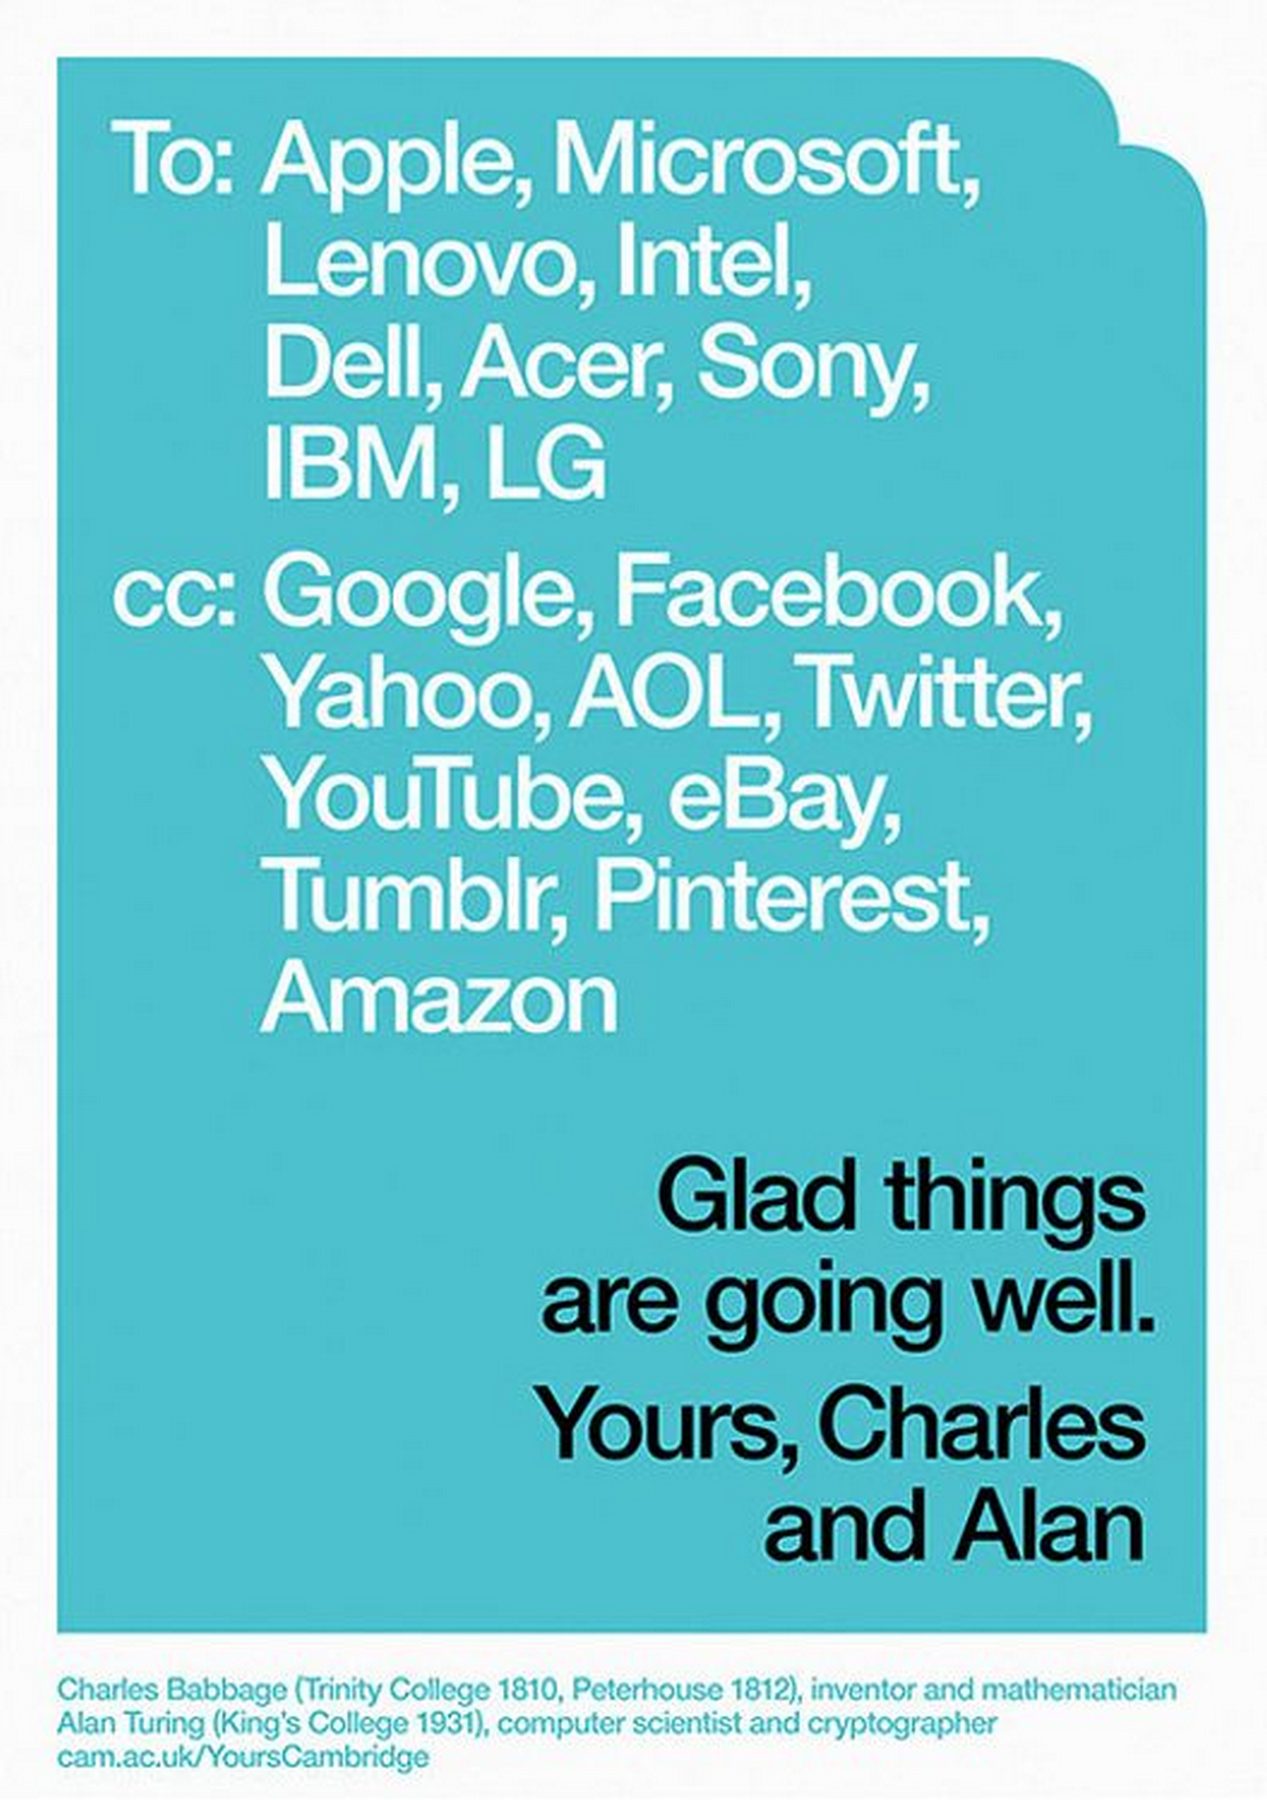 To: Apple, Microsoft,
Lenovo, Intel,
Dell, Acer, Sony,
IBM, LG
cc: Google, Facebook,
Yahoo, AOL, Twitter,
YouTube, eBay,
Tumblr, Pinterest,
Amazon
Glad things
are going well.
Yours, Charles
and Alan
Charles Babbage (Trinity College 1810, Peterhouse 1812), inventor and mathematician
Alan Turing (King's College 1931), computer scientist and cryptographer
cam.ac.uk/YoursCambridge